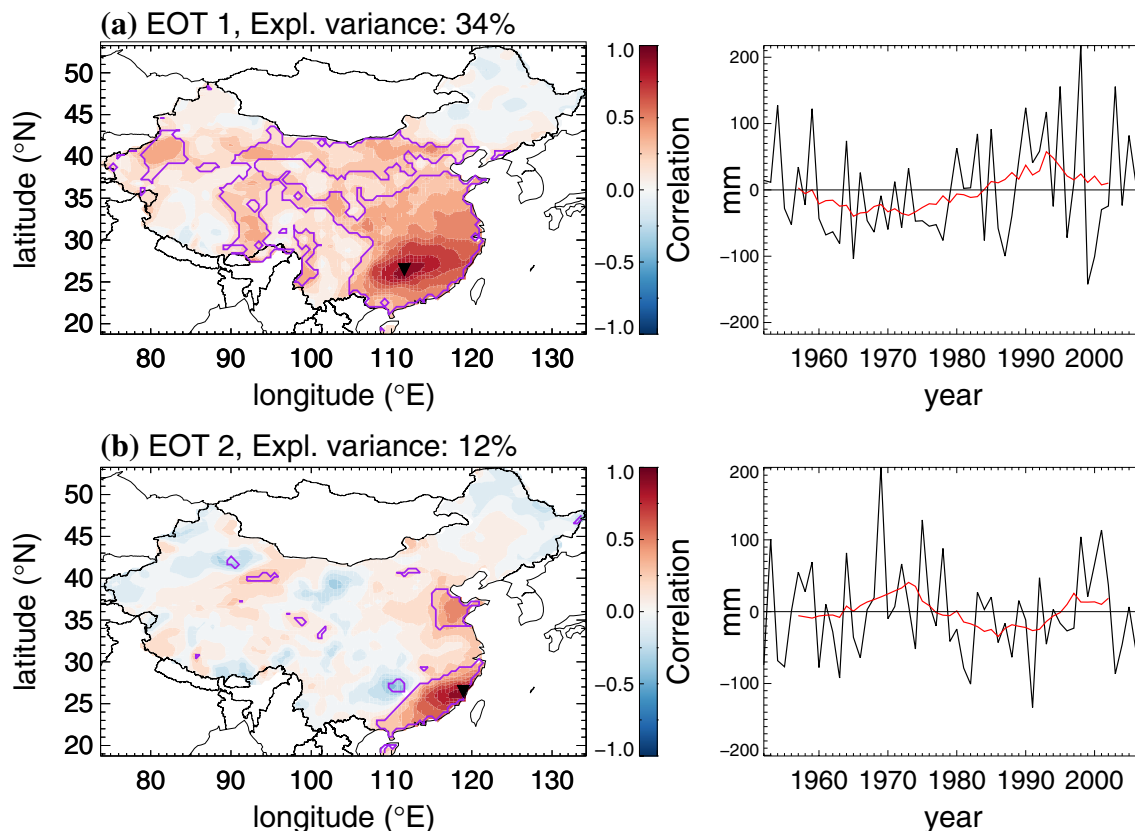 (a) EOT 1, Expl. variance: 34%
50
45
40
35
30
25
20
latitude (°N)
80 90 100 110 120 130
longitude (°E)
1.0
0.5
0.0
−0.5
−1.0
Correlation
200
100
0
−100
−200
mm
1960 1970 1980 1990 2000
year
(b) EOT 2, Expl. variance: 12%
50
45
40
35
30
25
20
latitude (°N)
80 90 100 110 120 130
longitude (°E)
1.0
0.5
0.0
−0.5
−1.0
Correlation
200
100
0
−100
−200
mm
1960 1970 1980 1990 2000
year